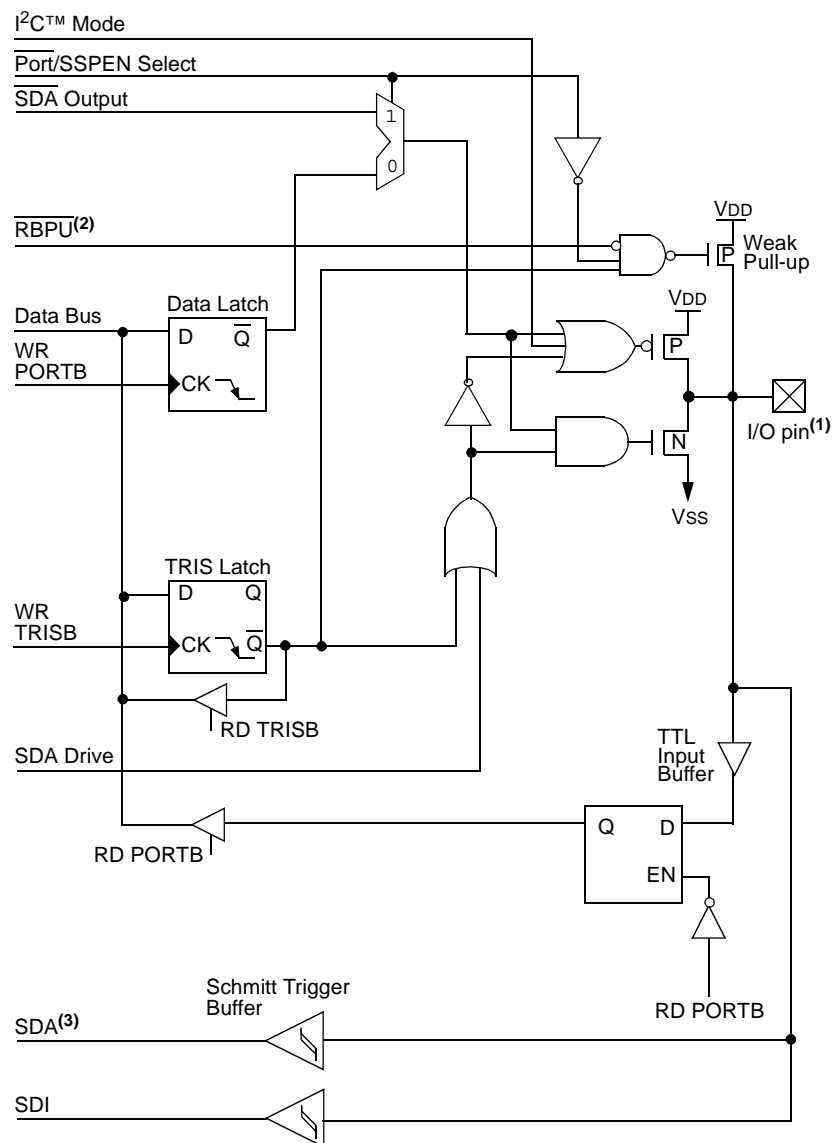 I2C™ Mode
Port/SSPEN Select
SDA Output
1
0
RBPU(2)
VDD
P
Weak
Pull-up
Data Bus
WR
PORTB
Data Latch
D
Q
CK
VDD
P
I/O pin(1)
N
VSS
TRIS Latch
D
Q
WR
TRISB
CK
Q
RD TRISB
SDA Drive
TTL
Input
Buffer
Q
D
EN
RD PORTB
RD PORTB
Schmitt Trigger
Buffer
SDA(3)
SDI